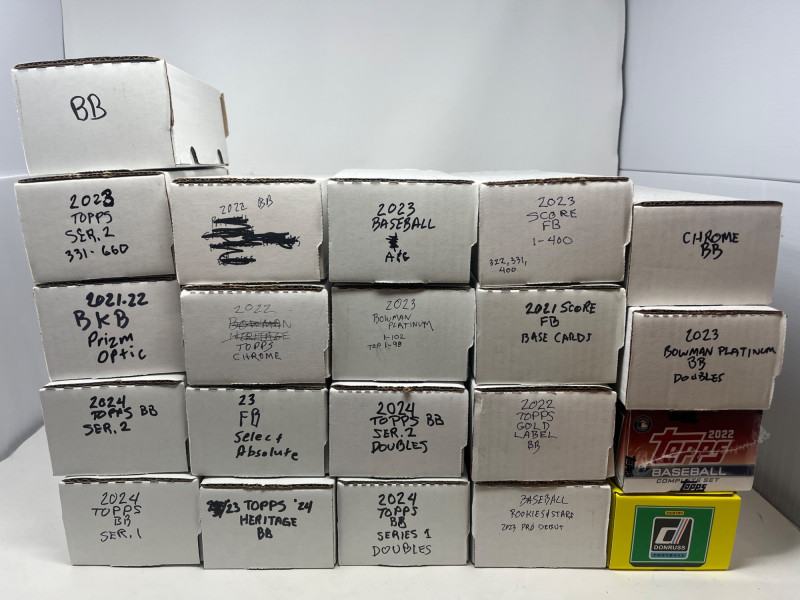 BB
2023
TOPPS
SER. 2
331-660
2022 BB
2023
BASEBALL
A&G
2023
SCORE
FB
1-400
322, 331,
400
CHROME
BB
2021-22
BKB
Prizm
Optic
2022
BOWMAN
HERITAGE
TOPPS
CHROME
2023
BOWMAN
PLATINUM
1-102
TOP 1-98
2021 SCORE
FB
BASE CARDS
2023
BOWMAN PLATINUM
BB
DOUBLES
2024
TOPPS BB
SER. 2
23
FB
Select
Absolute
2024
TOPPS BB
SER. 2
DOUBLES
2022
TOPPS
GOLD
LABEL
BB
2022
Topps
BASEBALL
COMPLETE SET
Topps
2024
TOPPS
BB
SER. 1
23 TOPPS '24
HERITAGE
BB
2024
TOPPS
BB
SERIES 1
DOUBLES
BASEBALL
ROOKIES & STARS
2023 PRO DEBUT
PANINI
DONRUSS
FOOTBALL